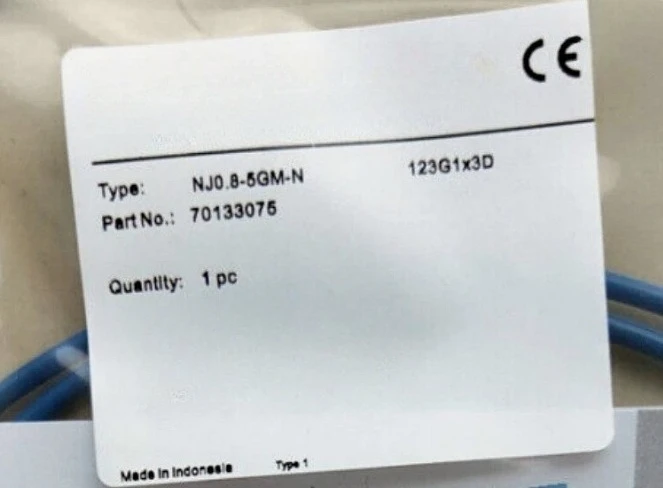 CE
Type: NJ0.8-5GM-N 123G1x3D
Part No.: 70133075
Quantity: 1 pc
Made in Indonesia Type 1